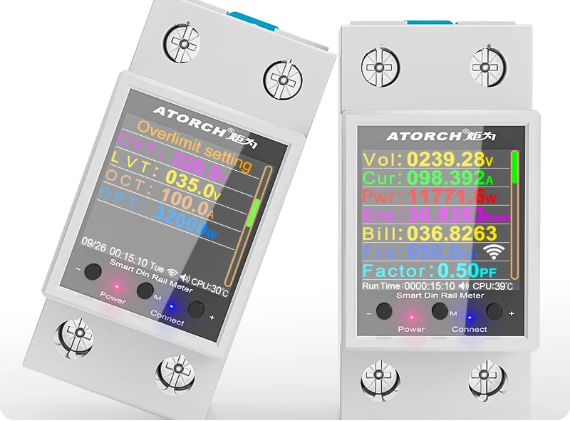 ATORCH®炬为
Overlimit setting
OVT: 320.0v
LVT: 035.0v
OCT: 100.0A
OPT: 32000w
09/26 00:15:10 Tue CPU:30℃
Smart Din Rail Meter
- M +
Power Connect
ATORCH®炬为
Vol: 0239.28v
Cur: 098.392A
Pwr: 11771.6w
Ene: 36.8263Kwh
Bill: 036.8263
Fre: 050.0Hz
Factor: 0.50PF
Run Time: 0000:15:10 CPU:39℃
Smart Din Rail Meter
- M +
Power Connect